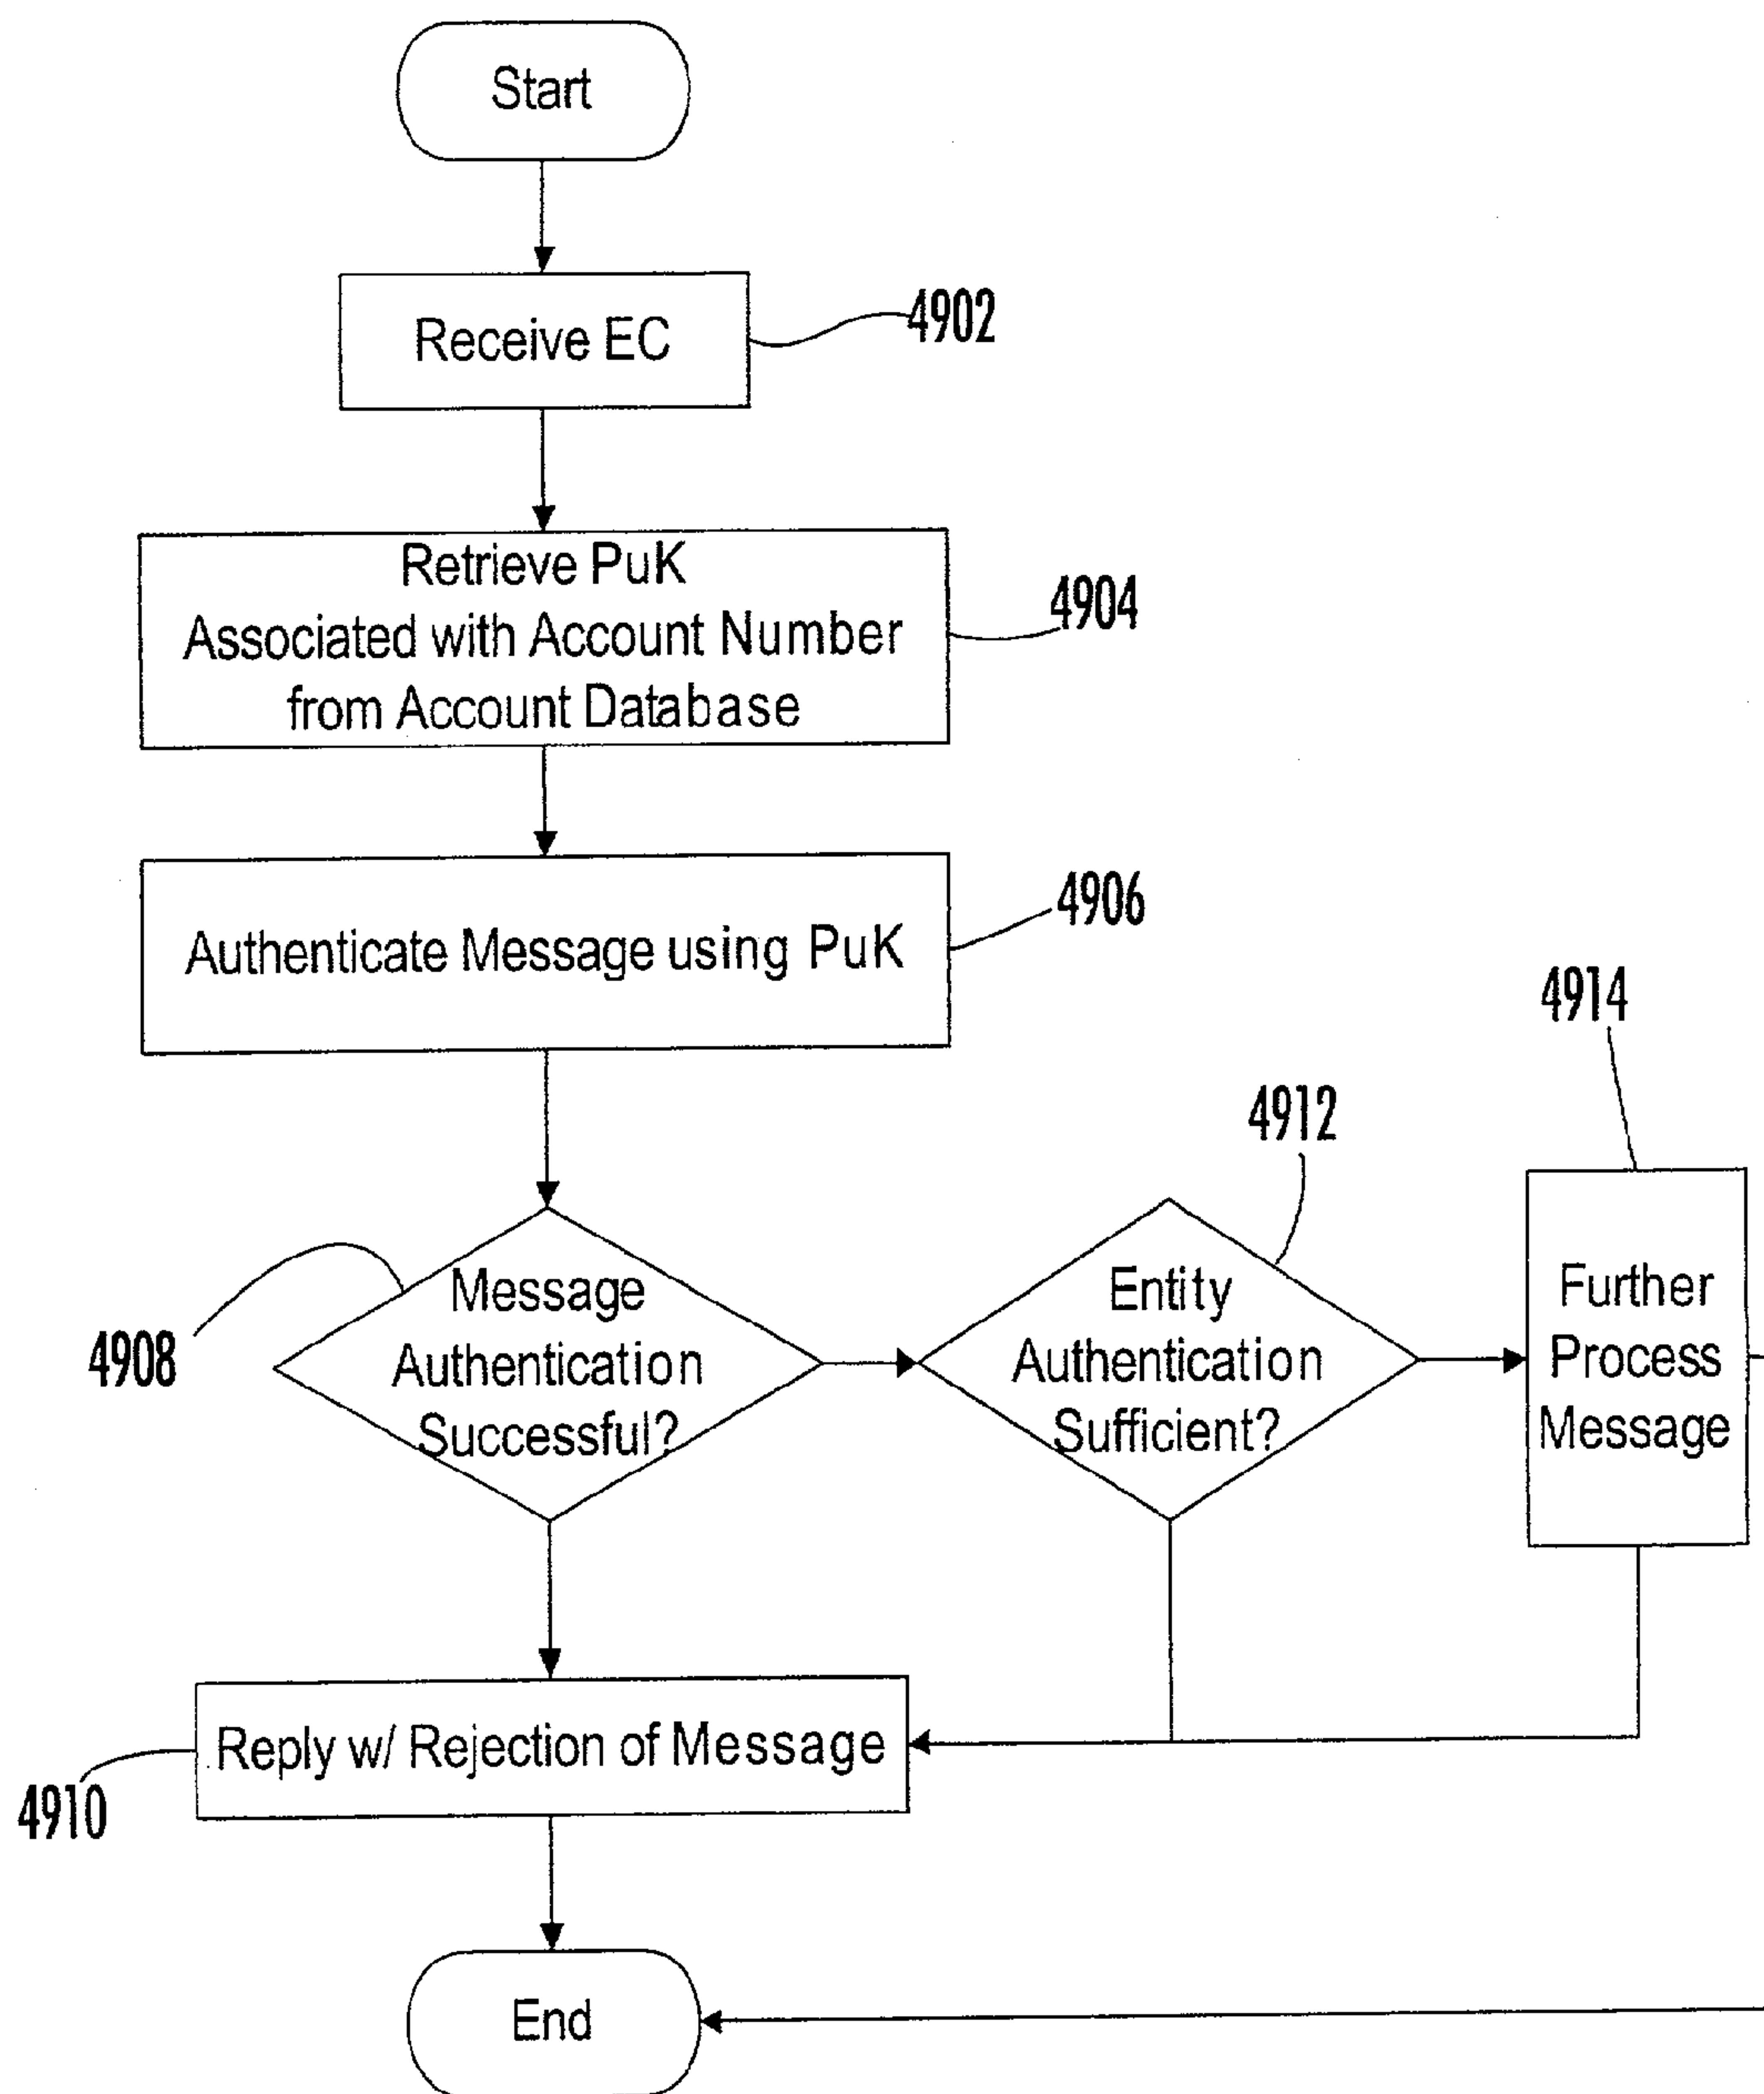 Start
Receive EC
4902
Retrieve PuK
Associated with Account Number
from Account Database
4904
Authenticate Message using PuK
4906
4908
Message
Authentication
Successful?
4912
Entity
Authentication
Sufficient?
4914
Further
Process
Message
Reply w/ Rejection of Message
4910
End